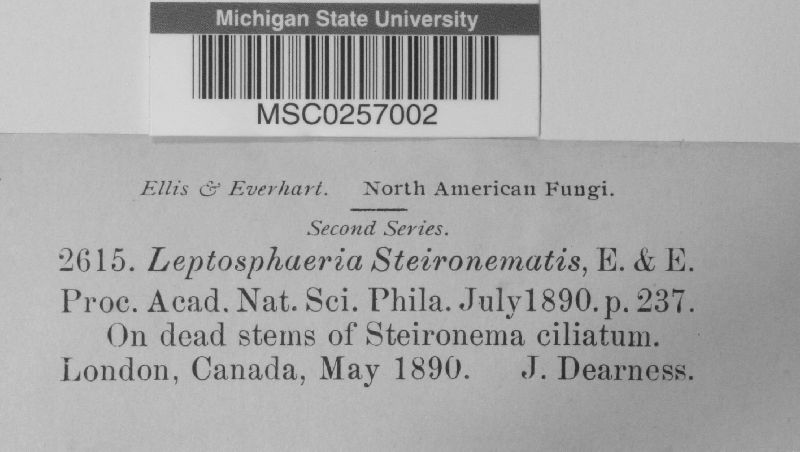 Michigan State University
MSC0257002
Ellis & Everhart. North American Fungi.
Second Series.
2615. Leptosphaeria Steironematis, E. & E.
Proc. Acad. Nat. Sci. Phila. July 1890. p. 237.
On dead stems of Steironema ciliatum.
London, Canada, May 1890. J. Dearness.